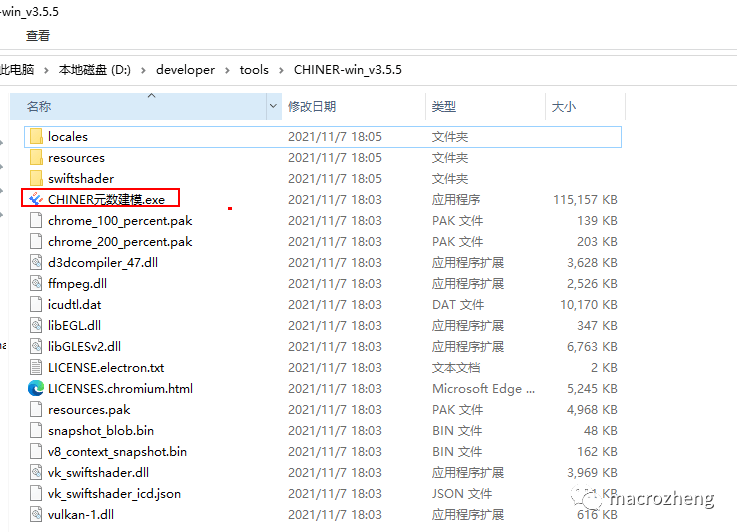 -win_v3.5.5
查看
此电脑 › 本地磁盘 (D:) › developer › tools › CHINER-win_v3.5.5
名称 修改日期 类型 大小
locales 2021/11/7 18:05 文件夹
resources 2021/11/7 18:05 文件夹
swiftshader 2021/11/7 18:05 文件夹
CHINER元数建模.exe 2021/11/7 18:03 应用程序 115,157 KB
chrome_100_percent.pak 2021/11/7 18:03 PAK 文件 139 KB
chrome_200_percent.pak 2021/11/7 18:03 PAK 文件 203 KB
d3dcompiler_47.dll 2021/11/7 18:03 应用程序扩展 3,628 KB
ffmpeg.dll 2021/11/7 18:03 应用程序扩展 2,526 KB
icudtl.dat 2021/11/7 18:03 DAT 文件 10,170 KB
libEGL.dll 2021/11/7 18:03 应用程序扩展 347 KB
libGLESv2.dll 2021/11/7 18:03 应用程序扩展 6,763 KB
LICENSE.electron.txt 2021/11/7 18:03 文本文档 2 KB
LICENSES.chromium.html 2021/11/7 18:03 Microsoft Edge ... 5,245 KB
resources.pak 2021/11/7 18:03 PAK 文件 4,968 KB
snapshot_blob.bin 2021/11/7 18:03 BIN 文件 48 KB
v8_context_snapshot.bin 2021/11/7 18:03 BIN 文件 162 KB
vk_swiftshader.dll 2021/11/7 18:03 应用程序扩展 3,969 KB
vk_swiftshader_icd.json 2021/11/7 18:03 JSON 文件 1 KB
macrozheng
vulkan-1.dll 2021/11/7 18:03 应用程序扩展 616 KB